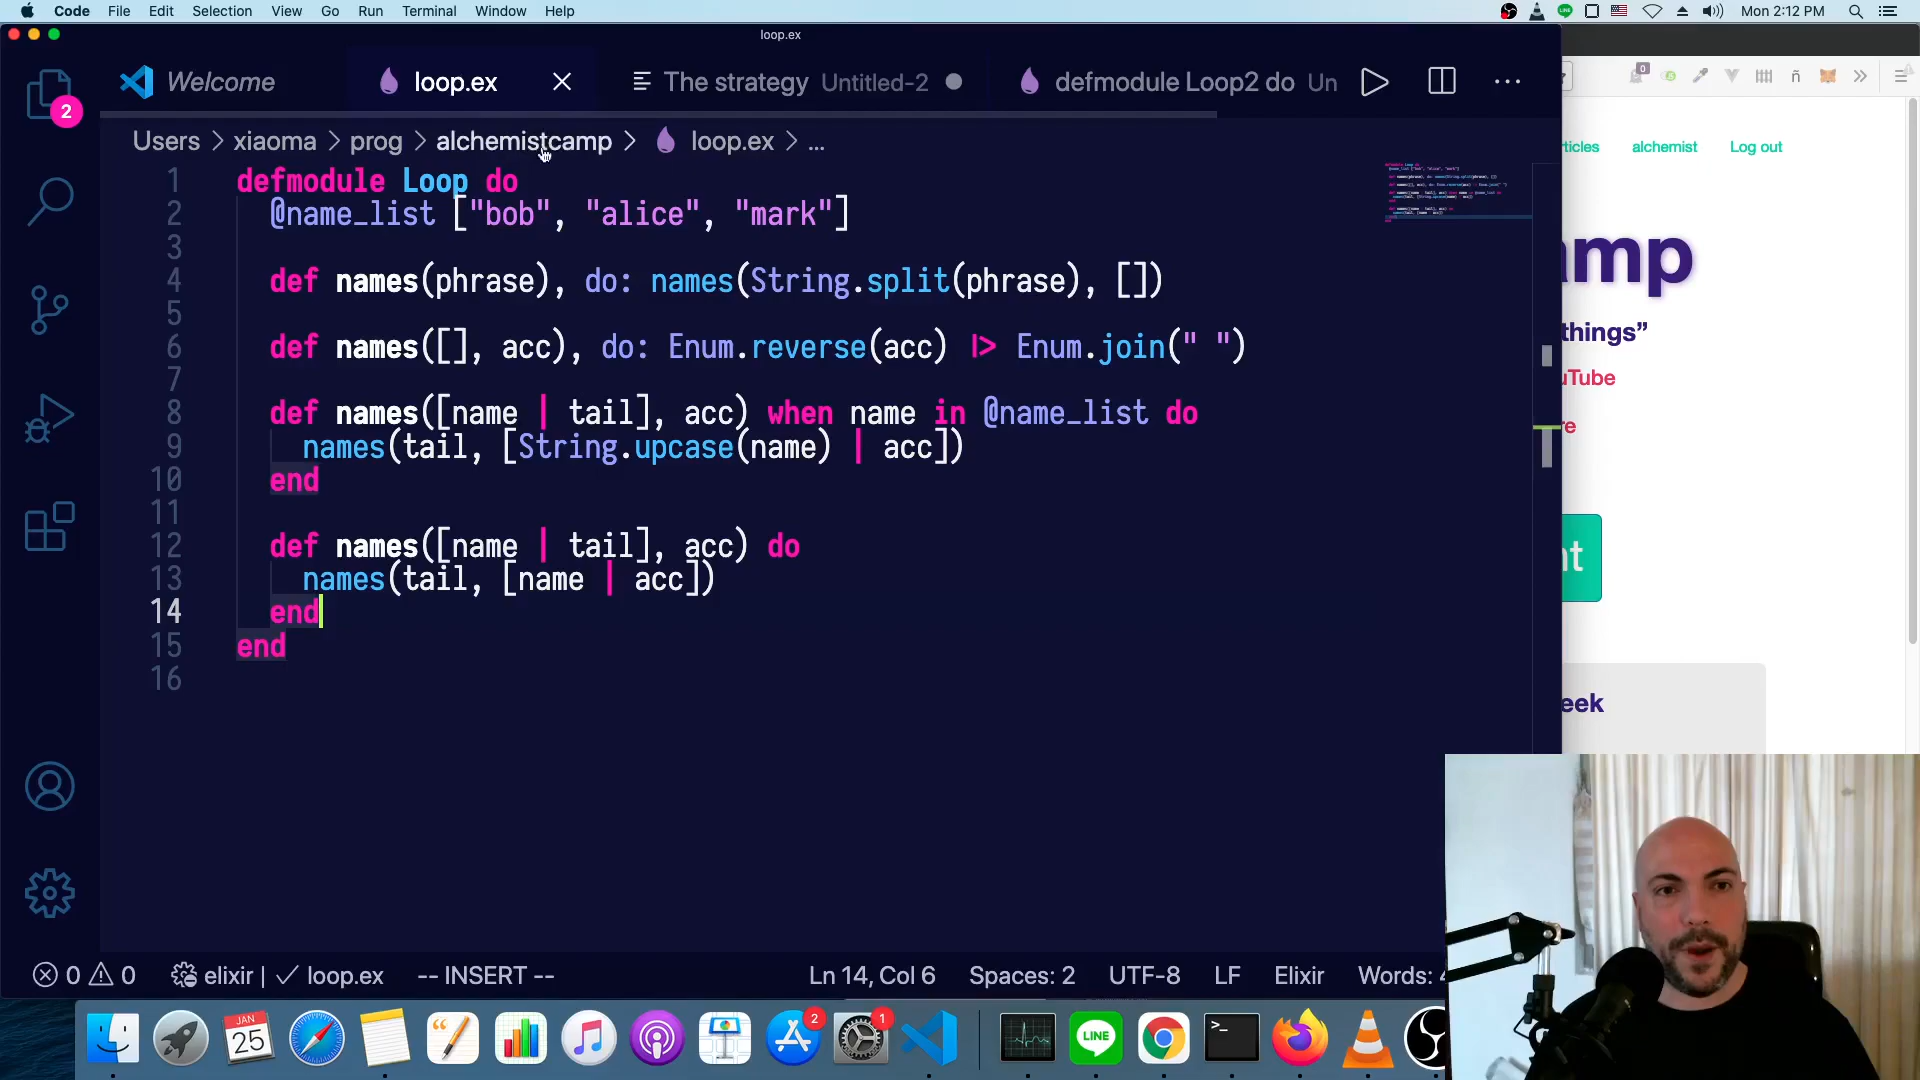 Code File Edit Selection View Go Run Terminal Window Help
Mon 2:12 PM
loop.ex
Welcome
loop.ex
The strategy Untitled-2
defmodule Loop2 do Un
Users > xiaoma > prog > alchemistcamp > loop.ex > ...
1 defmodule Loop do
2 @name_list ["bob", "alice", "mark"]
3
4 def names(phrase), do: names(String.split(phrase), [])
5
6 def names([], acc), do: Enum.reverse(acc) |> Enum.join(" ")
7
8 def names([name | tail], acc) when name in @name_list do
9 names(tail, [String.upcase(name) | acc])
10 end
11
12 def names([name | tail], acc) do
13 names(tail, [name | acc])
14 end
15 end
16
2
0 0 elixir | ✓ loop.ex -- INSERT --
Ln 14, Col 6 Spaces: 2 UTF-8 LF Elixir Words:
0
ñ
ticles alchemist Log out
mp
things”
uTube
re
nt
eek
JAN
25
2
1
>_
LINE